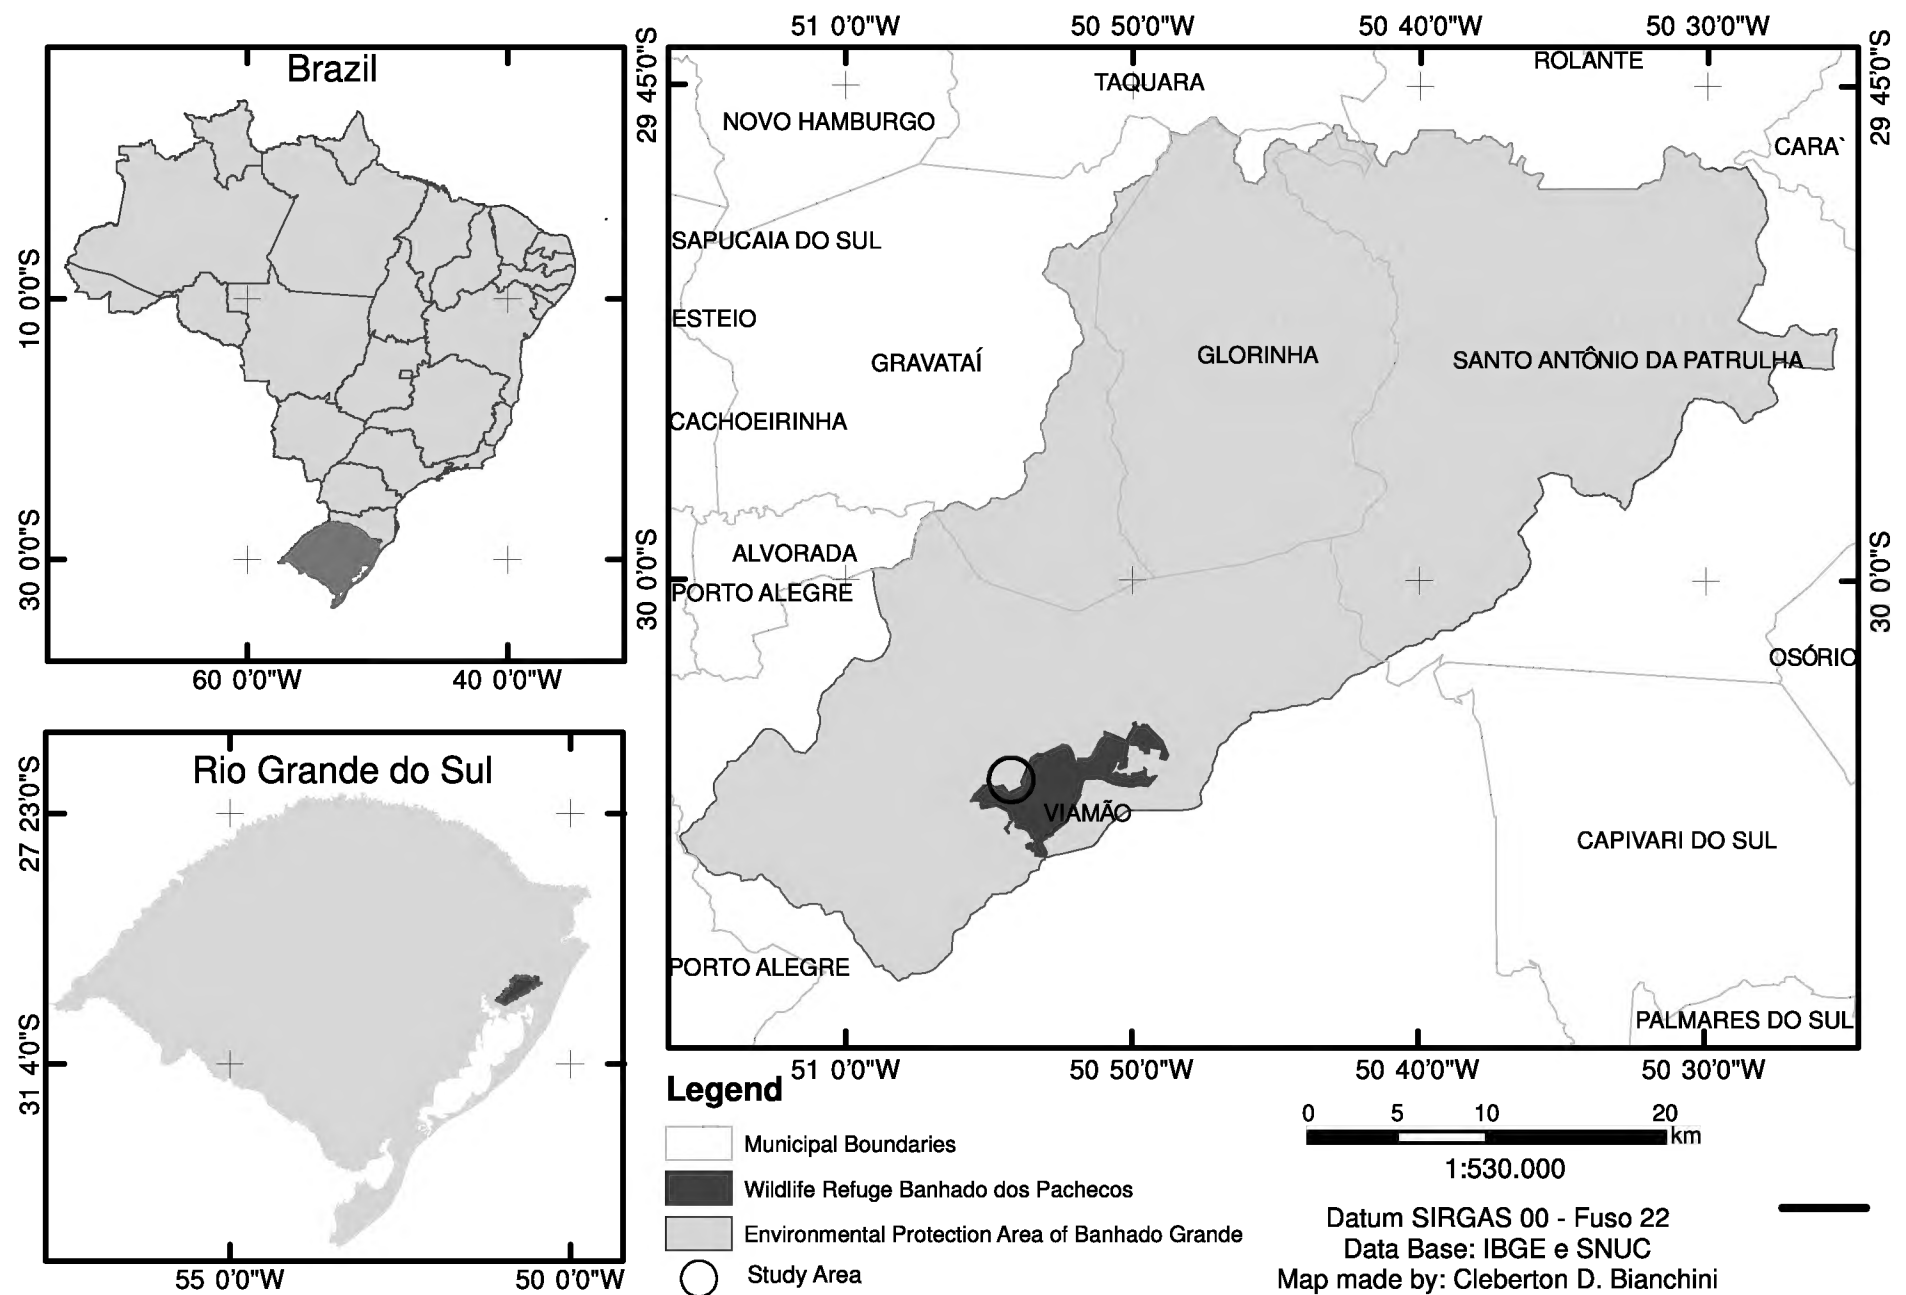 Brazil
10 0'0"S
30 0'0"S
60 0'0"W
40 0'0"W
Rio Grande do Sul
27 23'0"S
31 4'0"S
55 0'0"W
50 0'0"W
51 0'0"W
50 50'0"W
50 40'0"W
50 30'0"W
29 45'0"S
29 45'0"S
30 0'0"S
30 0'0"S
ROLANTE
TAQUARA
NOVO HAMBURGO
CARA`
SAPUCAIA DO SUL
ESTEIO
GRAVATAÍ
GLORINHA
SANTO ANTÔNIO DA PATRULHA
CACHOEIRINHA
ALVORADA
PORTO ALEGRE
OSÓRIO
VIAMÃO
CAPIVARI DO SUL
PORTO ALEGRE
PALMARES DO SUL
51 0'0"W
50 50'0"W
50 40'0"W
50 30'0"W
Legend
Municipal Boundaries
Wildlife Refuge Banhado dos Pachecos
Environmental Protection Area of Banhado Grande
Study Area
0 5 10 20
km
1:530.000
Datum SIRGAS 00 - Fuso 22
Data Base: IBGE e SNUC
Map made by: Cleberton D. Bianchini